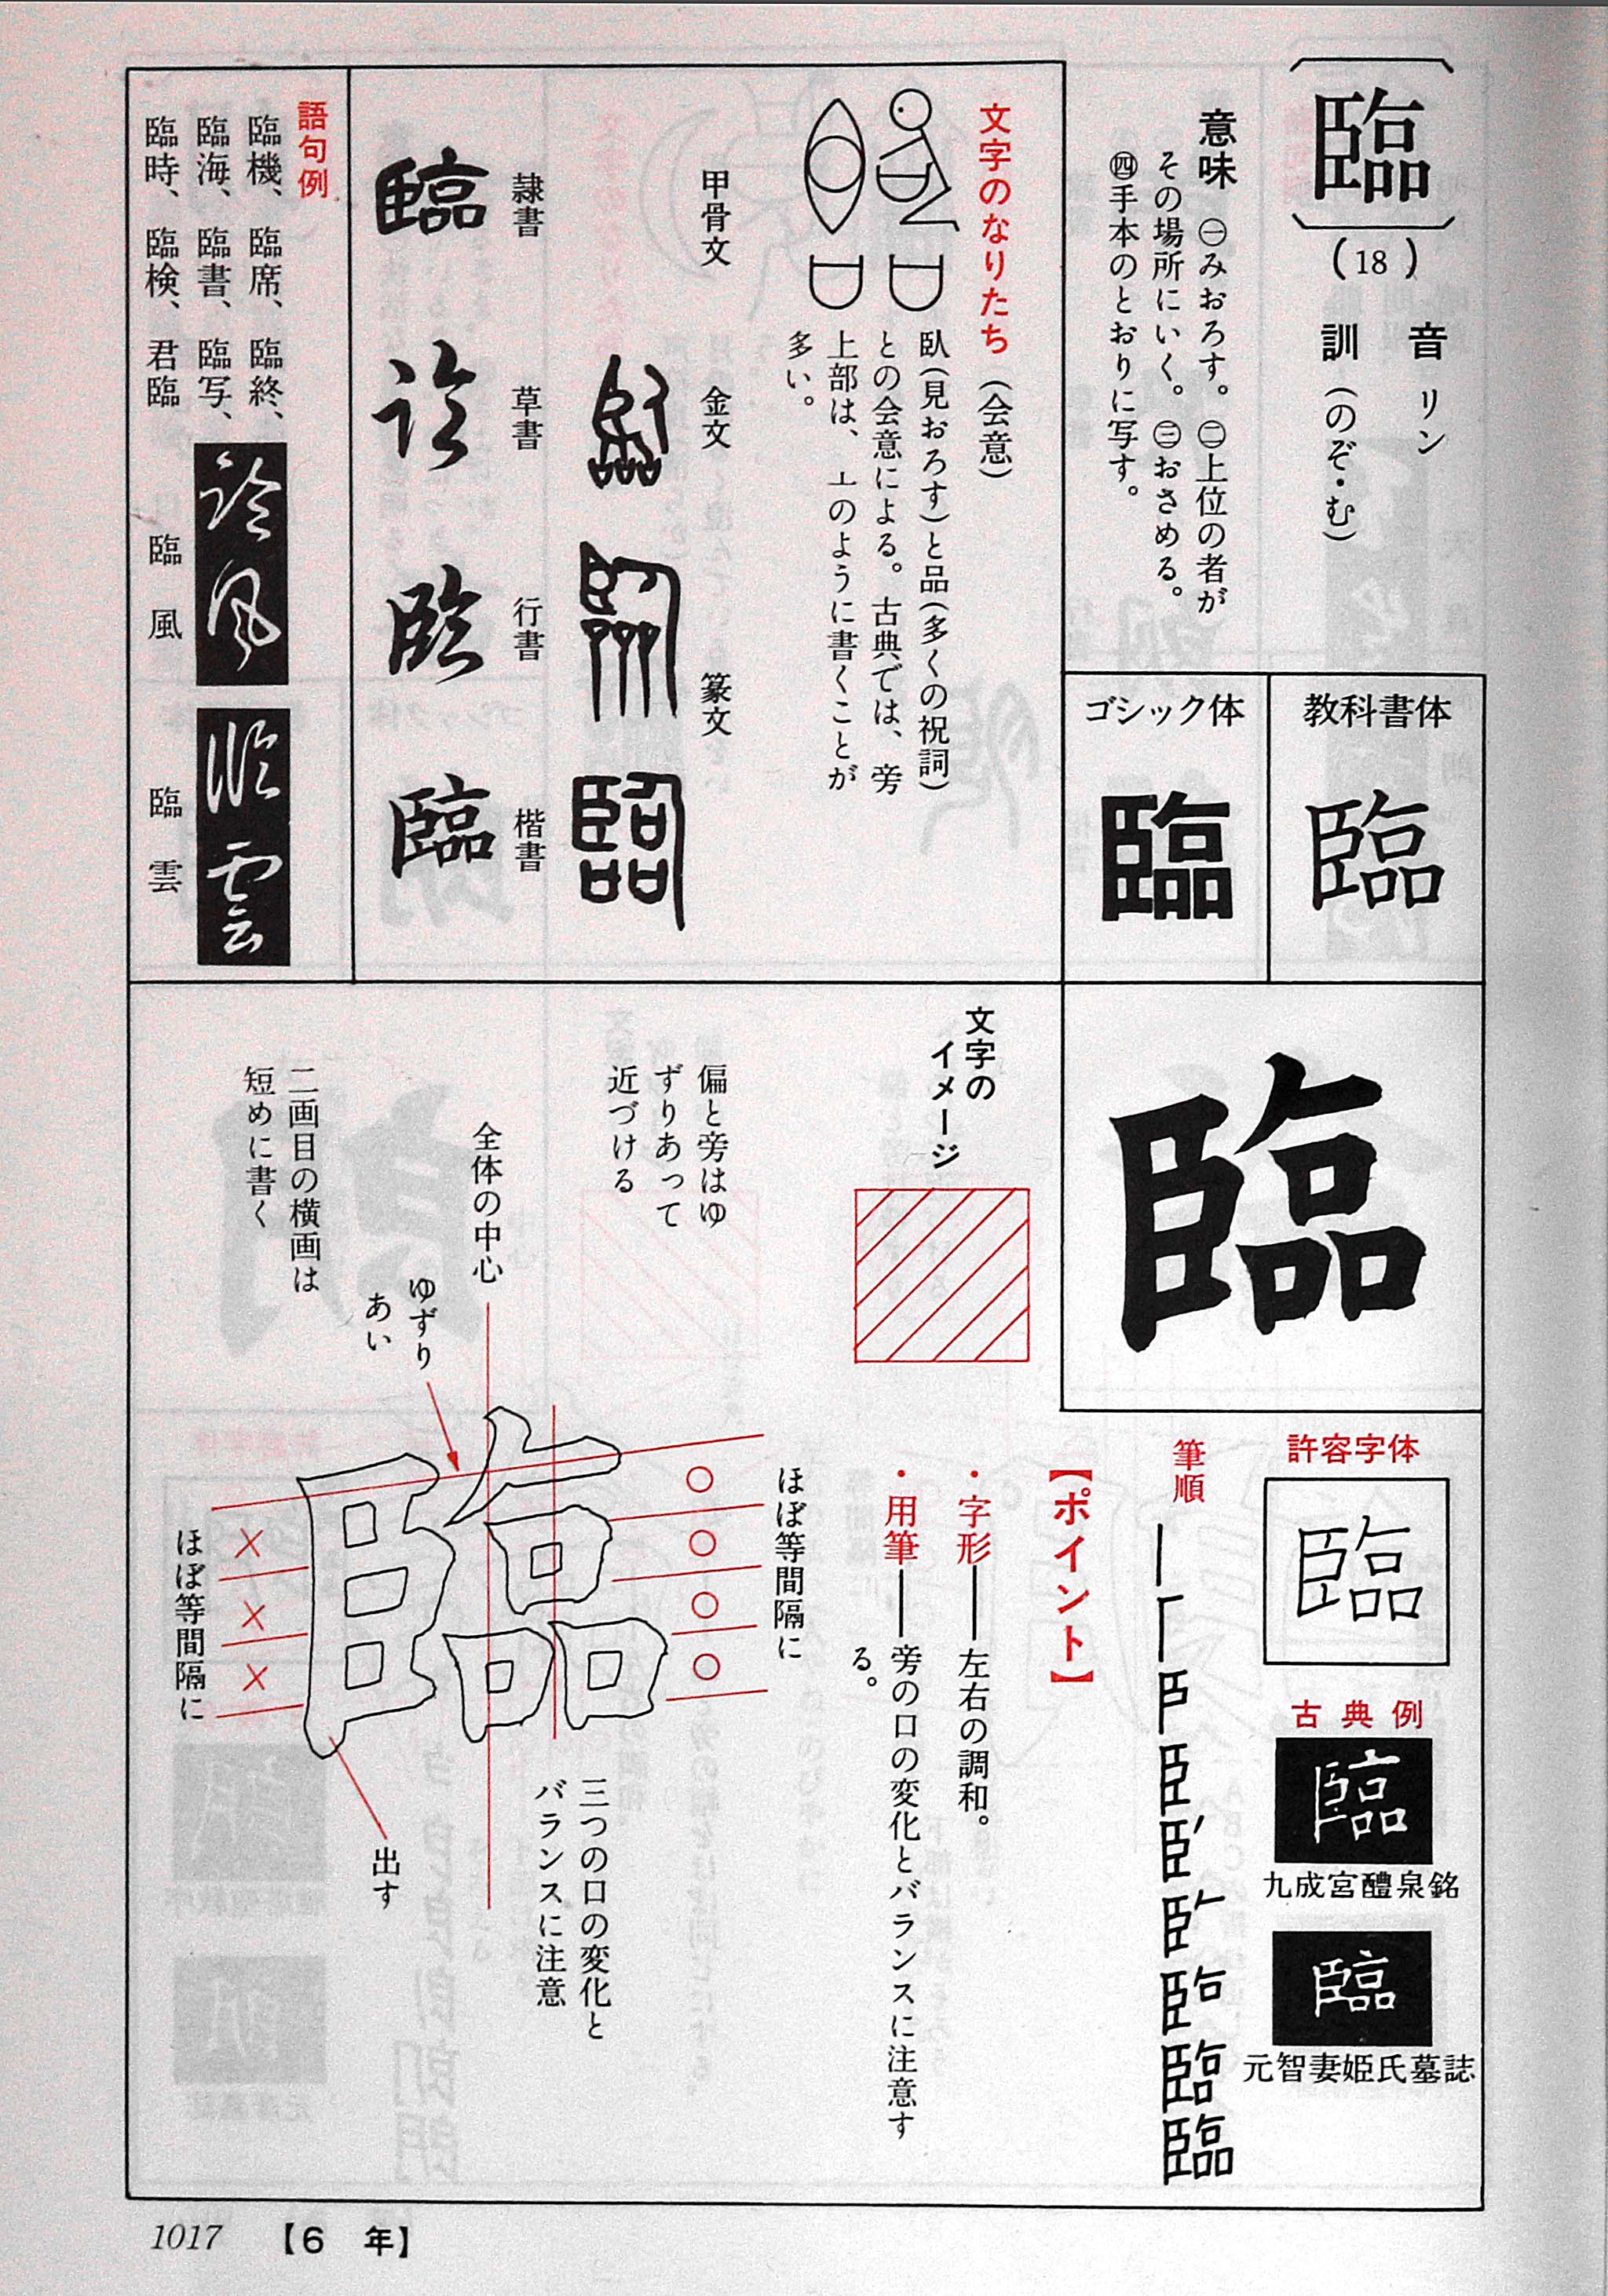 臨
(18)
音 リン
訓 (のぞ・む)
意味 ㊀みおろす。㊁上位の者が
その場所にいく。㊂おさめる。
㊃手本のとおりに写す。
教科書体
臨
ゴシック体
臨
文字のなりたち (会意)
臥(見おろす)と品(多くの祝詞)
との会意による。古典では、旁
上部は、ㅗのように書くことが
多い。
甲骨文
金文
篆文
隷書
臨
草書
臨
行書
臨
楷書
臨
語句例
臨機、臨席、臨終、
臨海、臨書、臨写、
臨時、臨検、君臨
臨風
臨風
臨雲
臨雲
臨
許容字体
臨
古典例
臨
九成宮醴泉銘
臨
元智妻姫氏墓誌
筆順
臨
【ポイント】
・字形——左右の調和。
・用筆——旁の口の変化とバランスに注意す
る。
文字の
イメージ
偏と旁はゆ
ずりあって
近づける
全体の中心
ゆずり
あい
二画目の横画は
短めに書く
ほぼ等間隔に
ほぼ等間隔に
三つの口の変化と
バランスに注意
出す
1017 【6 年】